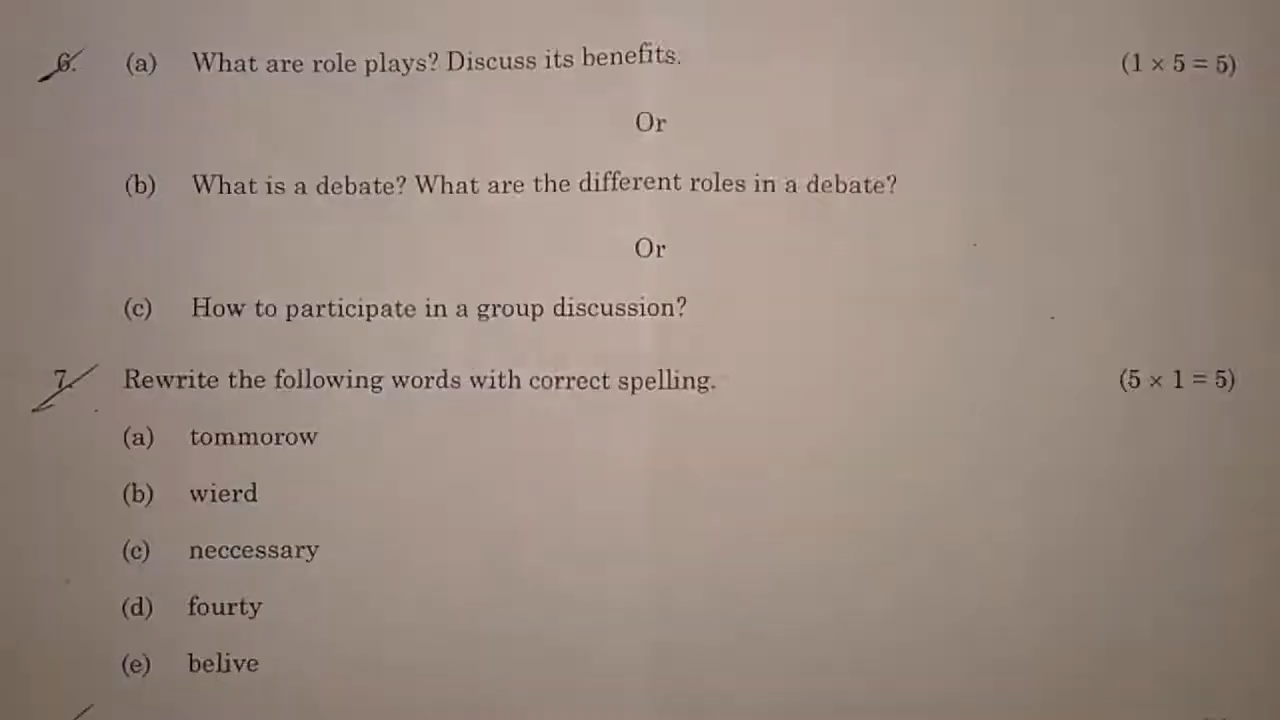 6. (a) What are role plays? Discuss its benefits. (1 × 5 = 5)
Or
(b) What is a debate? What are the different roles in a debate?
Or
(c) How to participate in a group discussion?
7. Rewrite the following words with correct spelling. (5 × 1 = 5)
(a) tommorow
(b) wierd
(c) neccessary
(d) fourty
(e) belive